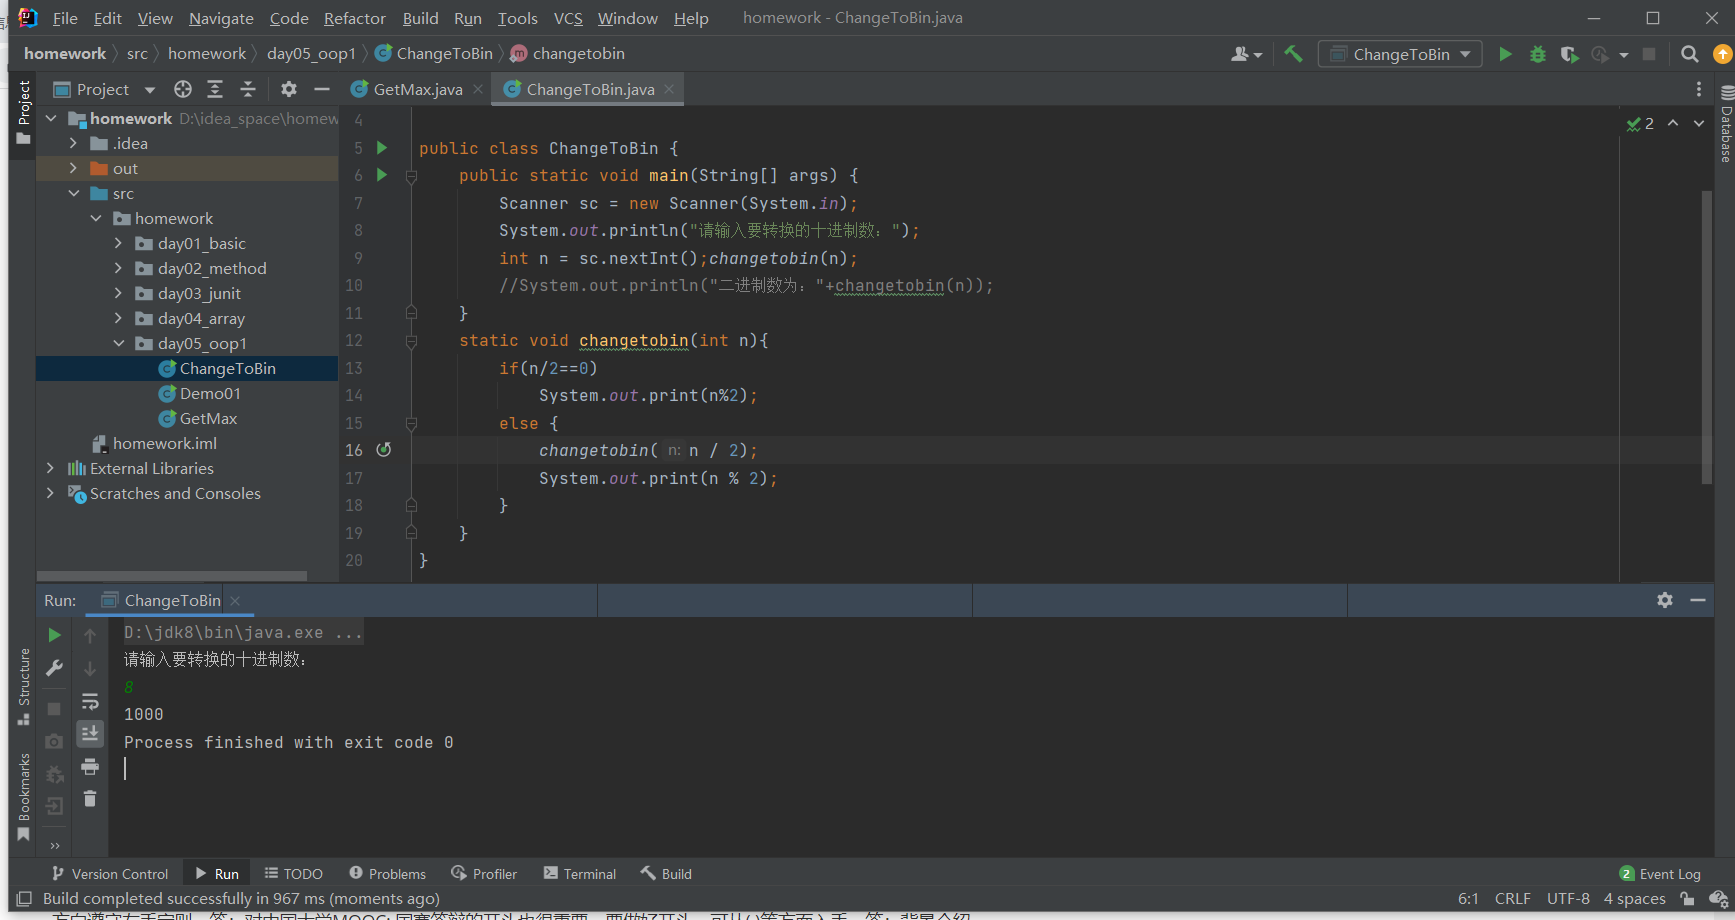 File Edit View Navigate Code Refactor Build Run Tools VCS Window Help homework - ChangeToBin.java
homework src homework day05_oop1 ChangeToBin changetobin ChangeToBin
Project GetMax.java ChangeToBin.java
Project
Database
homework D:\idea_space\homew
.idea
out
src
homework
day01_basic
day02_method
day03_junit
day04_array
day05_oop1
ChangeToBin
Demo01
GetMax
homework.iml
External Libraries
Scratches and Consoles
2
4
5 public class ChangeToBin {
6 public static void main(String[] args) {
7 Scanner sc = new Scanner(System.in);
8 System.out.println("请输入要转换的十进制数：");
9 int n = sc.nextInt();changetobin(n);
10 //System.out.println("二进制数为："+changetobin(n));
11 }
12 static void changetobin(int n){
13 if(n/2==0)
14 System.out.print(n%2);
15 else {
16 changetobin( n: n / 2);
17 System.out.print(n % 2);
18 }
19 }
20 }
Run: ChangeToBin
D:\jdk8\bin\java.exe ...
请输入要转换的十进制数：
8
1000
Process finished with exit code 0
Structure
Bookmarks
Version Control Run TODO Problems Profiler Terminal Build 2 Event Log
Build completed successfully in 967 ms (moments ago) 6:1 CRLF UTF-8 4 spaces